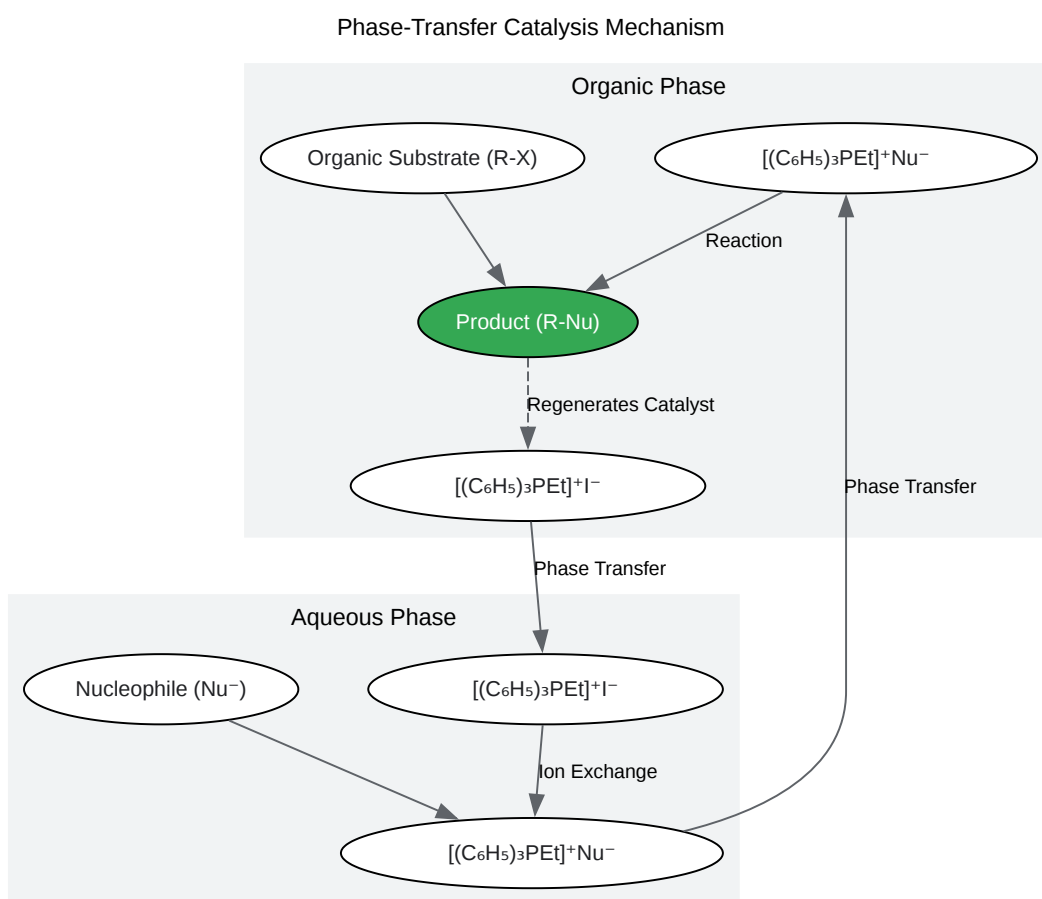 Phase-Transfer Catalysis Mechanism
Organic Phase
Organic Substrate (R-X)
[(C₆H₅)₃PEt]⁺Nu⁻
Reaction
Product (R-Nu)
Regenerates Catalyst
[(C₆H₅)₃PEt]⁺I⁻
Phase Transfer
Phase Transfer
Aqueous Phase
Nucleophile (Nu⁻)
[(C₆H₅)₃PEt]⁺I⁻
Ion Exchange
[(C₆H₅)₃PEt]⁺Nu⁻